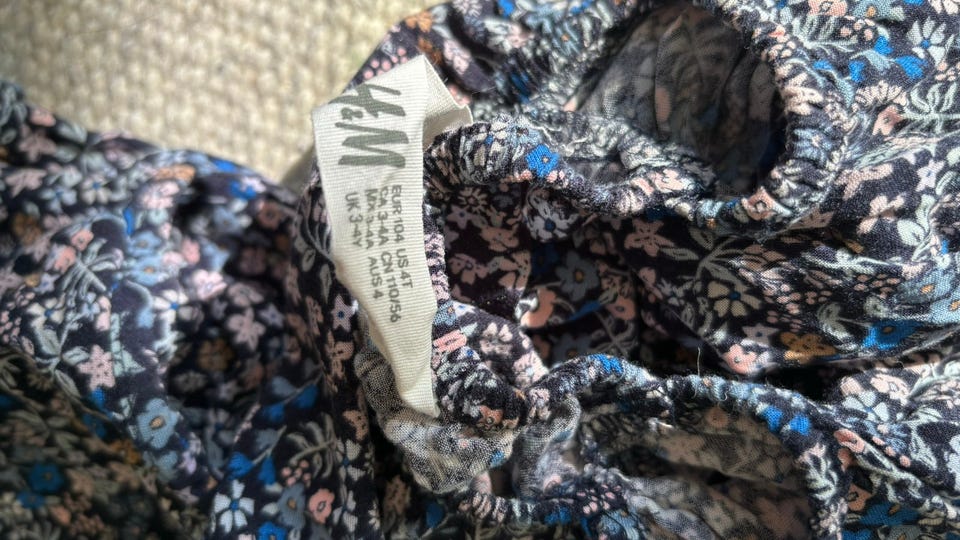 H&M
EUR 104 US 4T
CA 3-4A CN 110/56
MX 3-4A AUS 4
UK 3-4Y